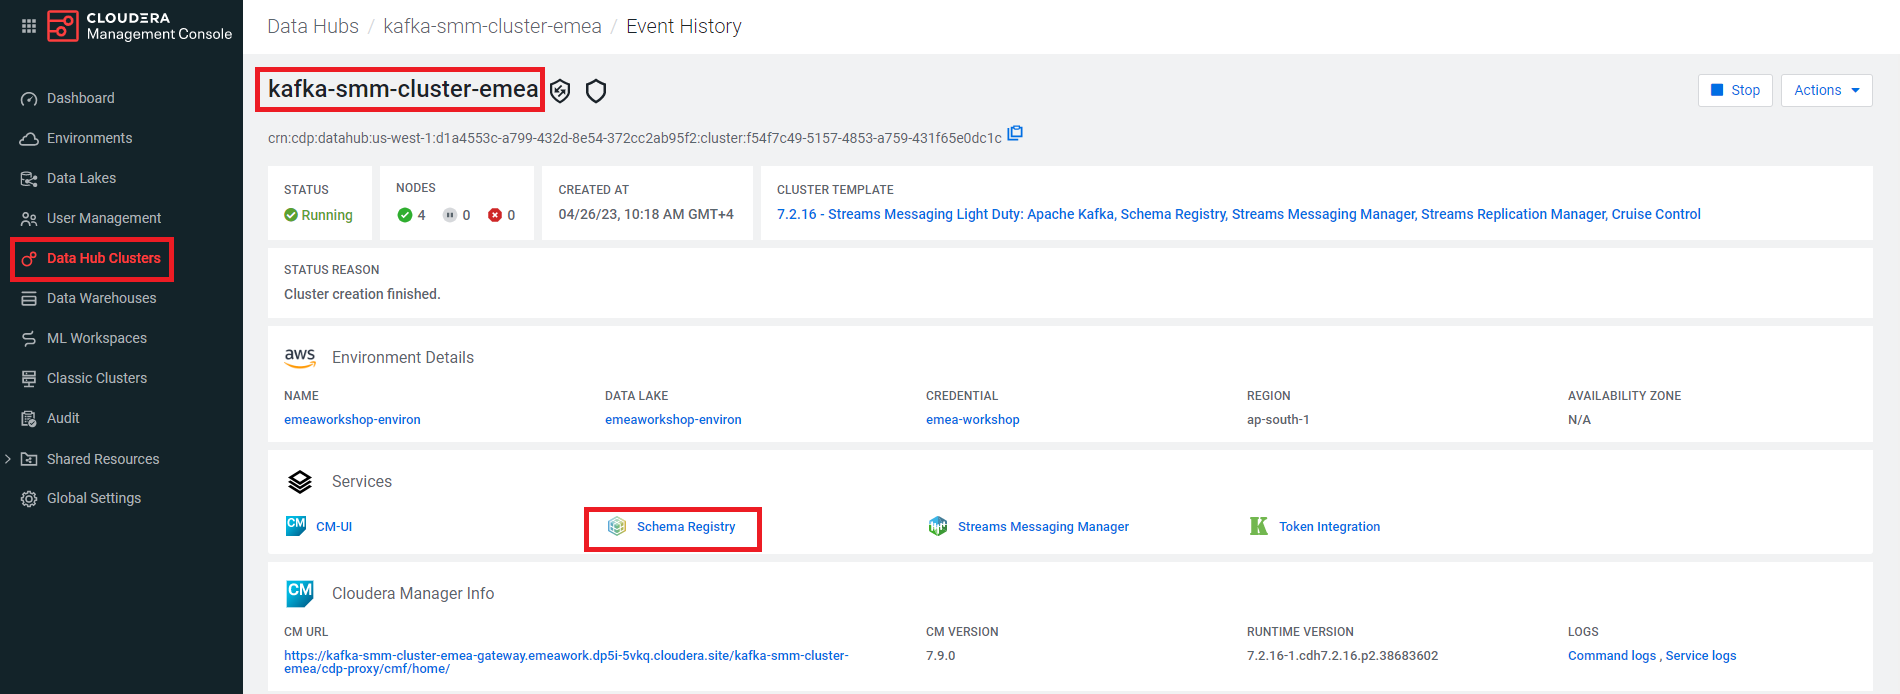 CLOUDERA
Management Console
Data Hubs / kafka-smm-cluster-emea / Event History
Dashboard
Environments
Data Lakes
User Management
Data Hub Clusters
Data Warehouses
ML Workspaces
Classic Clusters
Audit
Shared Resources
Global Settings
kafka-smm-cluster-emea
Stop
Actions
crn:cdp:datahub:us-west-1:d1a4553c-a799-432d-8e54-372cc2ab95f2:cluster:f54f7c49-5157-4853-a759-431f65e0dc1c
STATUS
Running
NODES
4 0 0
CREATED AT
04/26/23, 10:18 AM GMT+4
CLUSTER TEMPLATE
7.2.16 - Streams Messaging Light Duty: Apache Kafka, Schema Registry, Streams Messaging Manager, Streams Replication Manager, Cruise Control
STATUS REASON
Cluster creation finished.
aws Environment Details
NAME
emeaworkshop-environ
DATA LAKE
emeaworkshop-environ
CREDENTIAL
emea-workshop
REGION
ap-south-1
AVAILABILITY ZONE
N/A
Services
CM CM-UI
Schema Registry
Streams Messaging Manager
K Token Integration
CM Cloudera Manager Info
CM URL
https://kafka-smm-cluster-emea-gateway.emeawork.dp5i-5vkq.cloudera.site/kafka-smm-cluster-
emea/cdp-proxy/cmf/home/
CM VERSION
7.9.0
RUNTIME VERSION
7.2.16-1.cdh7.2.16.p2.38683602
LOGS
Command logs , Service logs